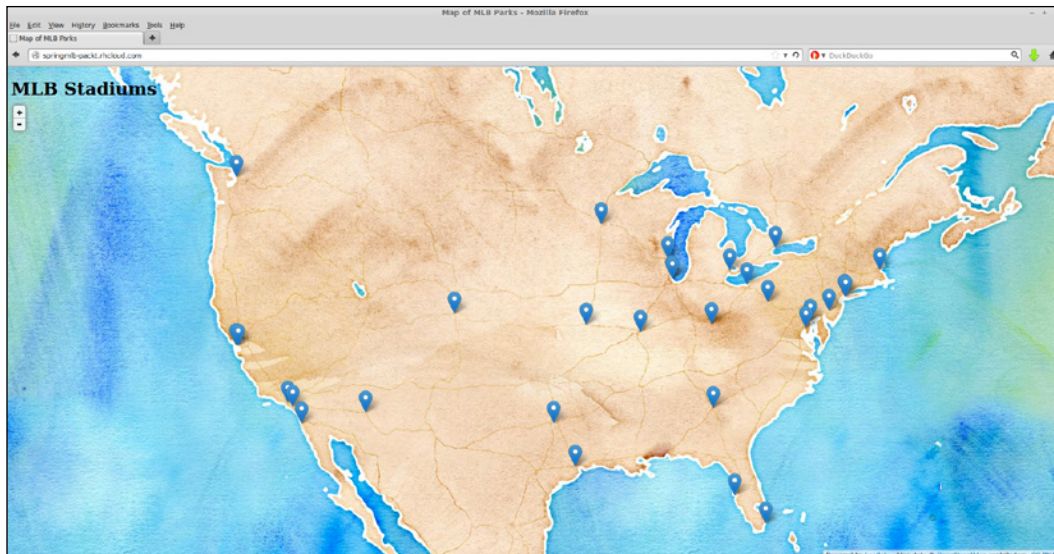 Map of MLB Parks - Mozilla Firefox
File Edit View History Bookmarks Tools Help
Map of MLB Parks
springmlb-packt.rhcloud.com
DuckDuckGo
MLB Stadiums
+
-